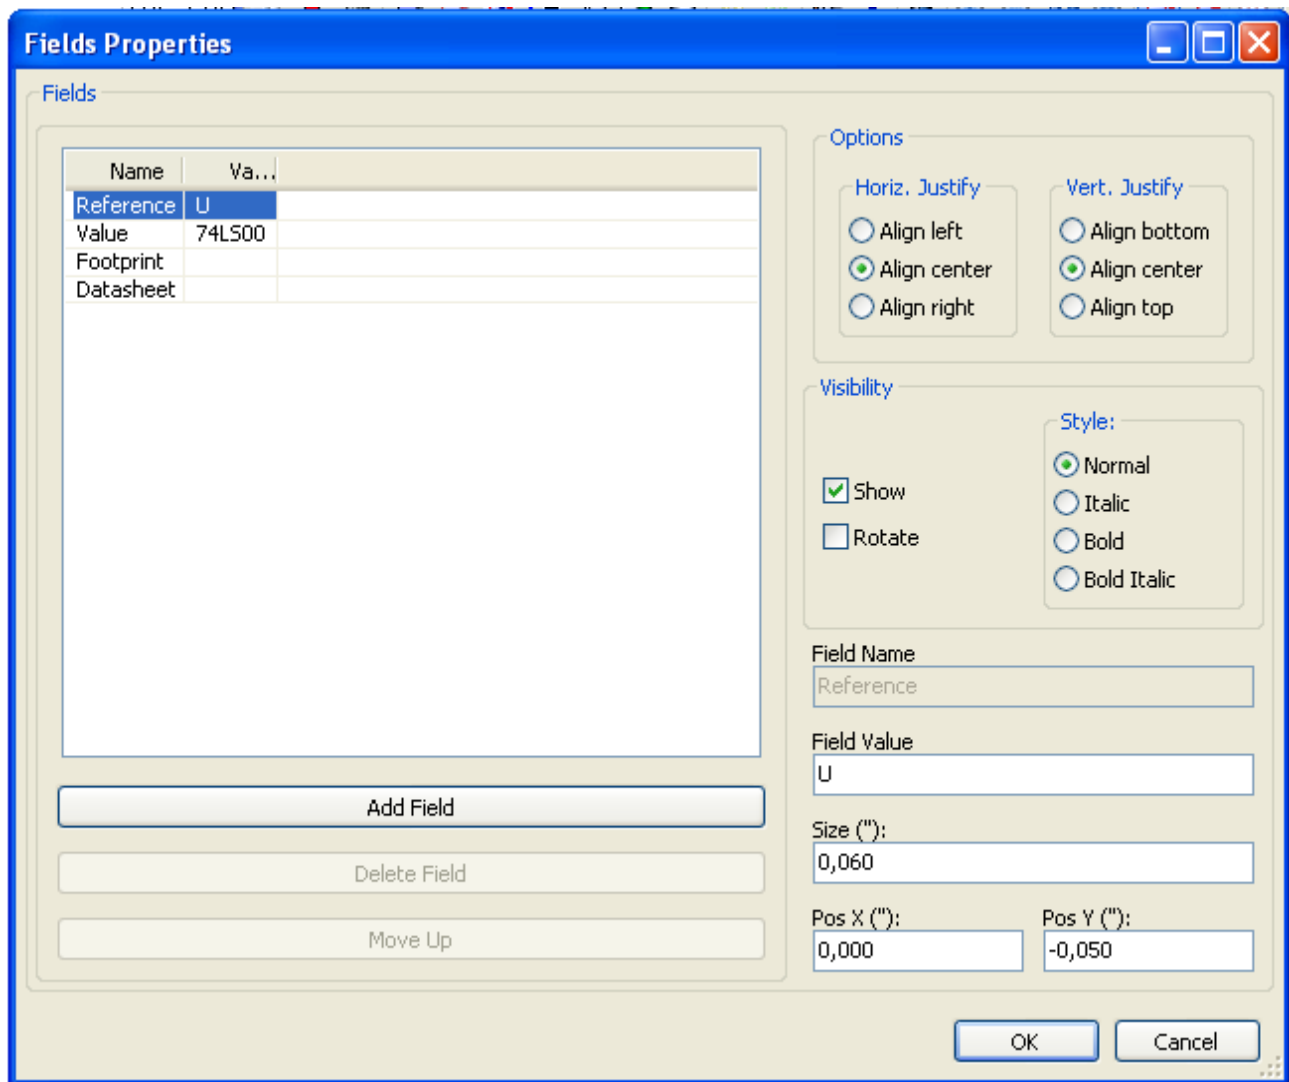 Fields Properties
Fields
Name Va...
Reference U
Value 74LS00
Footprint
Datasheet
Add Field
Delete Field
Move Up
Options
Horiz. Justify
Align left
Align center
Align right
Vert. Justify
Align bottom
Align center
Align top
Visibility
Show
Rotate
Style:
Normal
Italic
Bold
Bold Italic
Field Name
Reference
Field Value
U
Size ("):
0,060
Pos X ("):
0,000
Pos Y ("):
-0,050
OK
Cancel